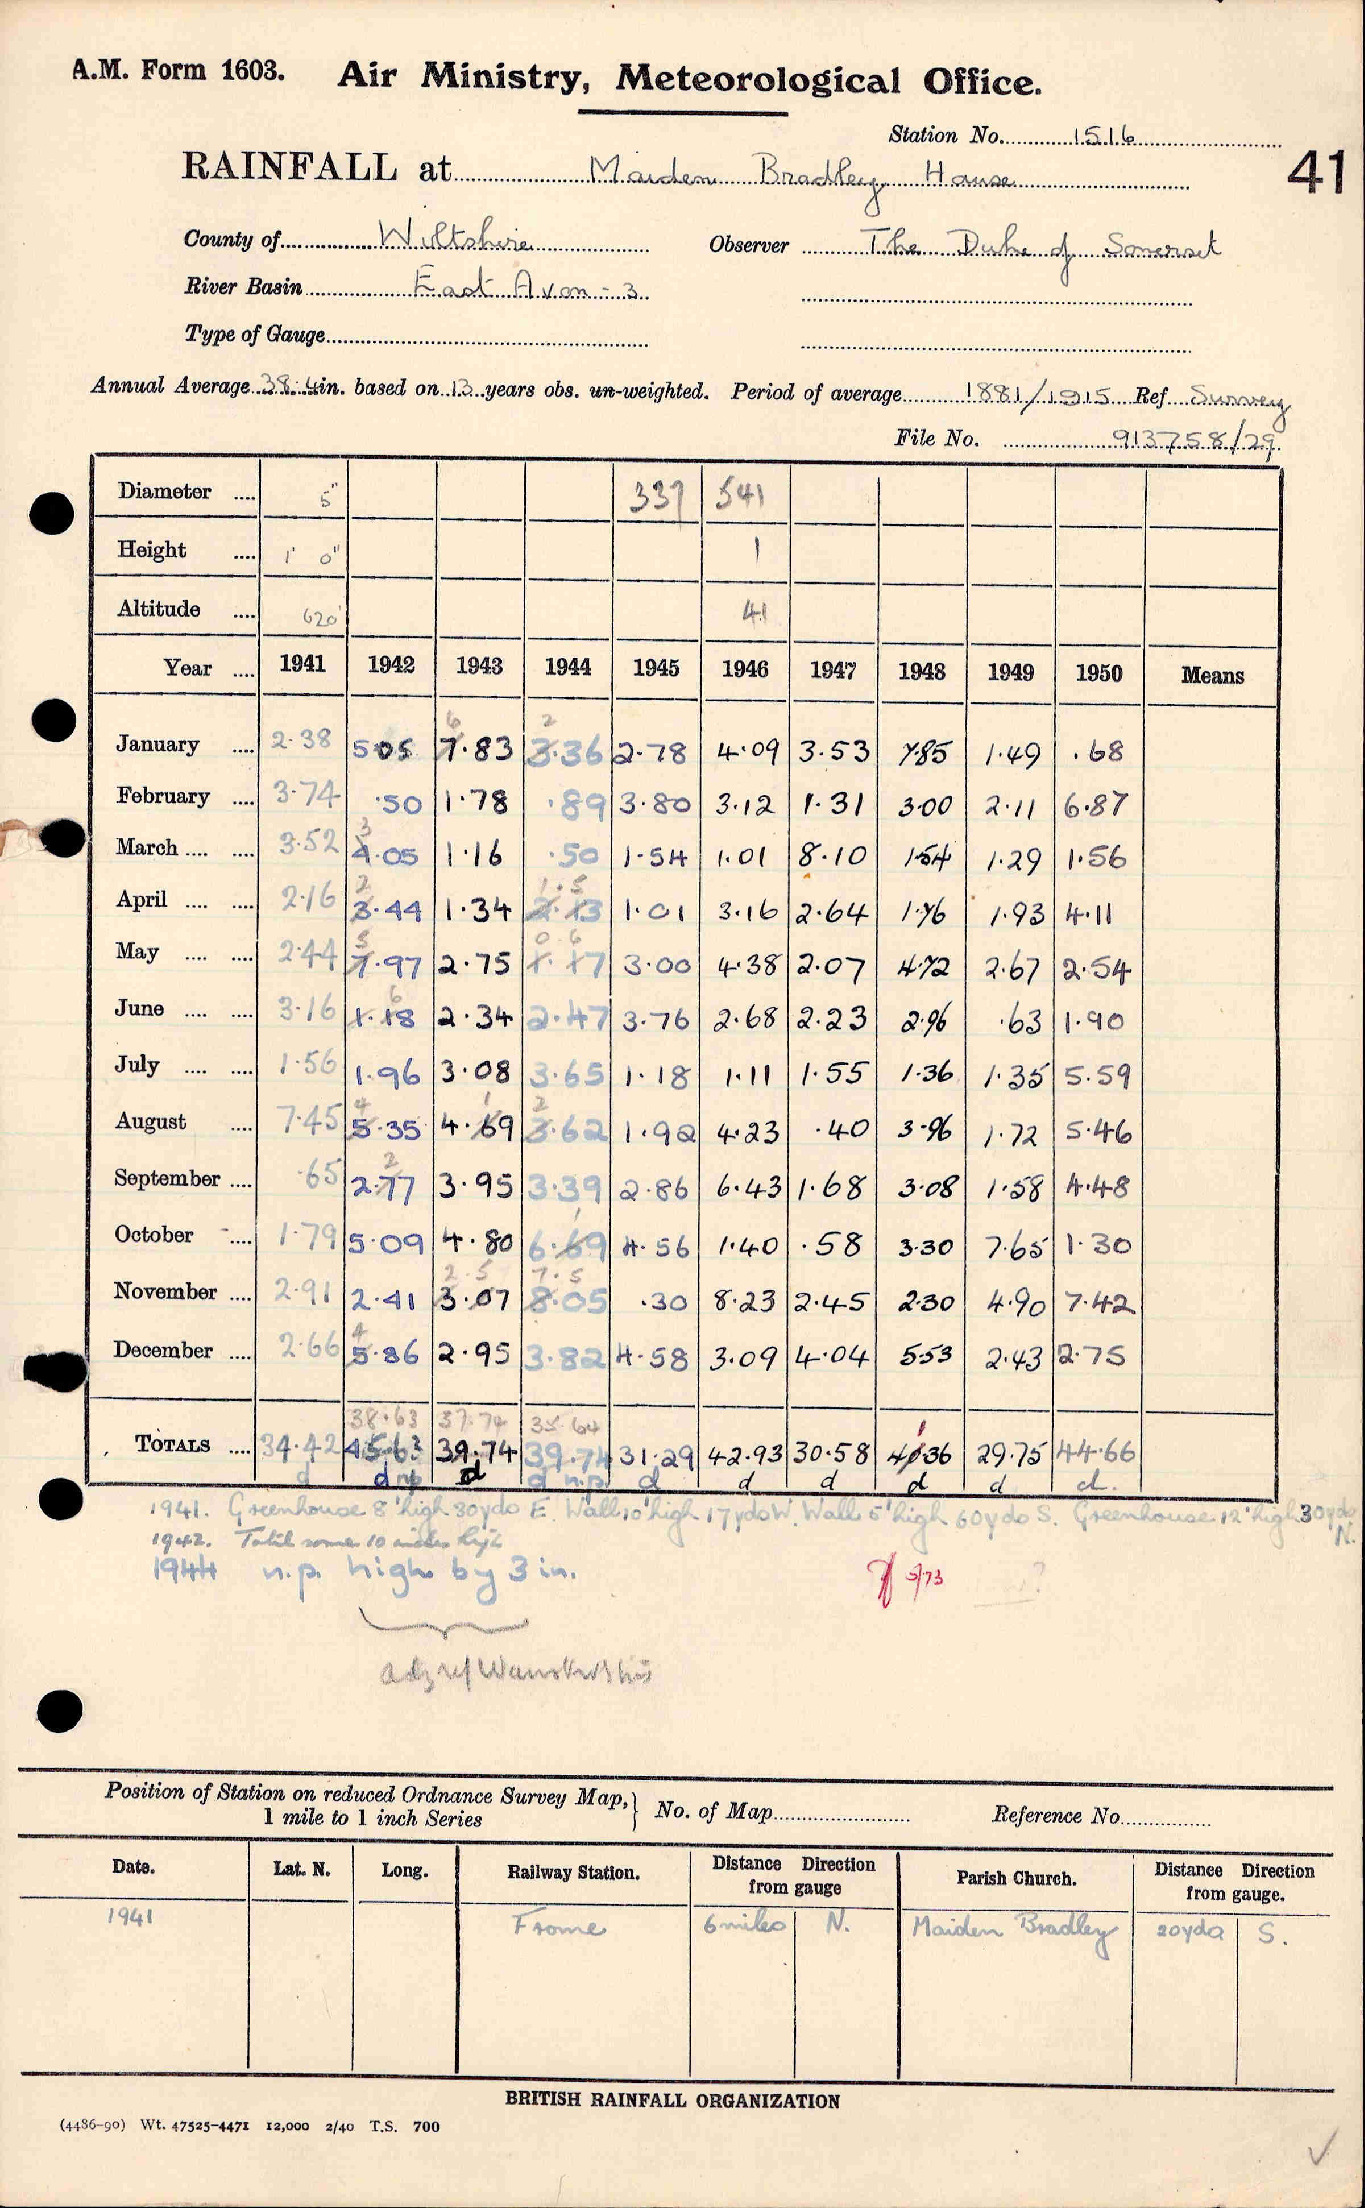 A.M. Form 1603. Air Ministry, Meteorological Office.
Station No. 1516
41
RAINFALL at Maiden Bradley House
County of Wiltshire Observer The Duke of Somerset
River Basin East Avon - 3
Type of Gauge
Annual Average 38.4 in. based on 13 years obs. un-weighted. Period of average 1881/1915 Ref Survey
File No. 913758/29
Diameter .... 5" 337 541
Height .... 1' 0" 1
Altitude .... 620' 41
Year .... 1941 1942 1943 1944 1945 1946 1947 1948 1949 1950 Means
6 2
January .... 2.38 5.05 7.83 3.36 2.78 4.09 3.53 7.85 1.49 .68
February .... 3.74 .50 1.78 .89 3.80 3.12 1.31 3.00 2.11 6.87
3
March .... .... 3.52 4.05 1.16 .50 1.54 1.01 8.10 1.54 1.29 1.56
2 1.5
April .... .... 2.16 3.44 1.34 2.13 1.01 3.16 2.64 1.76 1.93 4.11
5 0 6
May .... .... 2.44 7.97 2.75 1.17 3.00 4.38 2.07 4.72 2.67 2.54
6
June .... .... 3.16 1.18 2.34 2.47 3.76 2.68 2.23 2.96 .63 1.90
July .... .... 1.56 1.96 3.08 3.65 1.18 1.11 1.55 1.36 1.35 5.59
4 1 2
August .... 7.45 5.35 4.69 3.62 1.92 4.23 .40 3.96 1.72 5.46
2
September .... .65 2.77 3.95 3.39 2.86 6.43 1.68 3.08 1.58 4.48
1
October .... 1.79 5.09 4.80 6.69 4.56 1.40 .58 3.30 7.65 1.30
2.5 7.5
November .... 2.91 2.41 3.07 8.05 .30 8.23 2.45 2.30 4.90 7.42
4
December .... 2.66 5.86 2.95 3.82 4.58 3.09 4.04 5.53 2.43 2.75
38.63 37.74 35.64 1
TOTALS .... 34.42 45.63 39.74 39.74 31.29 42.93 30.58 40.36 29.75 44.66
d d np d d n.p. d d d d d d.
1941. Greenhouse 8' high 30yds E. Wall 10' high 17yds W. Wall 5' high 60yds S. Greenhouse 12' high 30yds
N.
1942. Total some 10 inches high
1944 n.p. high by 3 in.
5/73
?
adj ref
Position of Station on reduced Ordnance Survey Map,} No. of Map Reference No.
1 mile to 1 inch Series
Date. Lat. N. Long. Railway Station. Distance Direction from gauge Parish Church. Distance Direction from gauge.
1941 Frome 6 miles N. Maiden Bradley 20yds S.
BRITISH RAINFALL ORGANIZATION
(4486-90) Wt. 47525-4471 12,000 2/40 T.S. 700